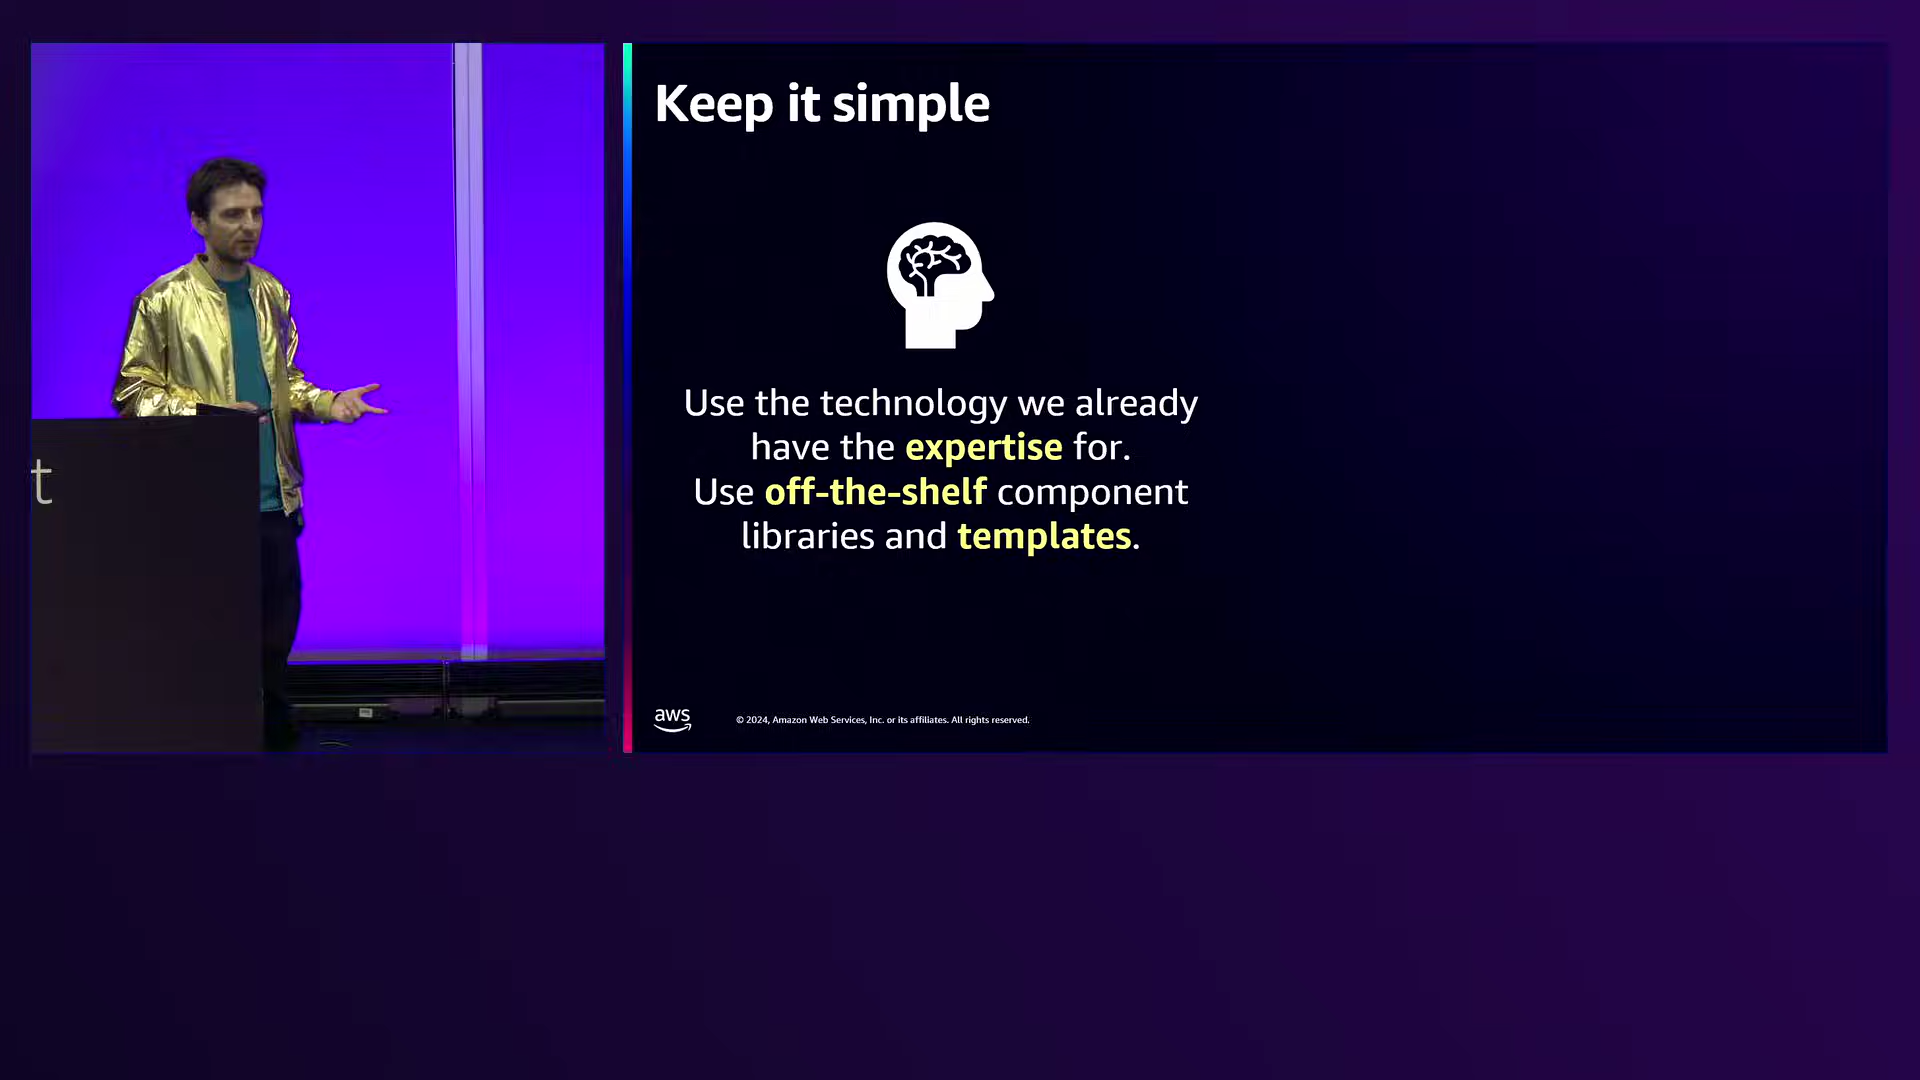 t
Keep it simple
Use the technology we already
have the expertise for.
Use off-the-shelf component
libraries and templates.
aws
© 2024, Amazon Web Services, Inc. or its affiliates. All rights reserved.